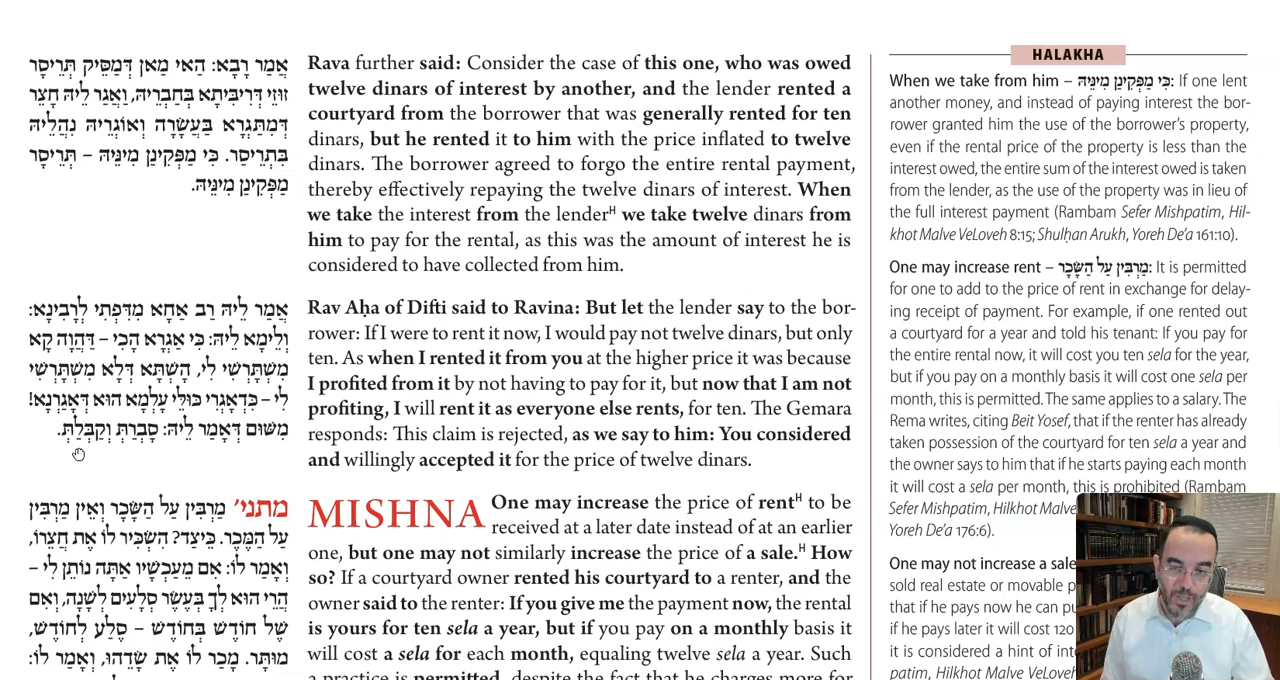 אֲמַר רָבָא: הַאי מַאן דְּמַסֵּיק תְּרֵיסַר
זוּזֵי דְּרִיבִּיתָא בְּחַבְרֵיהּ, וַאֲגַר לֵיהּ חָצֵר
דְּמִתַּגְרָא בַּעֲשָׂרָה וְאוֹגְרֵיהּ נִהֲלֵיהּ
בִּתְרֵיסַר. כִּי מַפְּקִינַן מִינֵּיהּ – תְּרֵיסַר
מַפְּקִינַן מִינֵּיהּ.
אֲמַר לֵיהּ רַב אַחָא מִדִּפְתִּי לְרָבִינָא:
וְלֵימָא לֵיהּ: כִּי אֲגַרָא הָכִי – דַּהֲוָה קָא
מִשְׁתָּרְשִׁי לִי, הָשְׁתָּא דְּלָא מִשְׁתָּרְשִׁי
לִי – כִּדְאָגְרִי כּוּלֵּי עָלְמָא הוּא דְּאָגַרְנָא!
מִשּׁוּם דְּאָמַר לֵיהּ: סָבְרַתְּ וְקַבֵּלַתְּ.
מתני׳ מַרְבִּין עַל הַשָּׂכָר וְאֵין מַרְבִּין
עַל הַמֶּכֶר. כֵּיצַד? הִשְׂכִּיר לוֹ אֶת חֲצֵרוֹ,
וְאָמַר לוֹ: אִם מֵעַכְשָׁיו אַתָּה נוֹתֵן לִי –
הֲרֵי הוּא לְךָ בְּעֶשֶׂר סְלָעִים לְשָׁנָה, וְאִם
שֶׁל חוֹדֶשׁ בְּחוֹדֶשׁ – סֶלַע לְחוֹדֶשׁ,
מוּתָּר. מָכַר לוֹ אֶת שָׂדֵהוּ, וְאָמַר לוֹ:
Rava further said: Consider the case of this one, who was owed
twelve dinars of interest by another, and the lender rented a
courtyard from the borrower that was generally rented for ten
dinars, but he rented it to him with the price inflated to twelve
dinars. The borrower agreed to forgo the entire rental payment,
thereby effectively repaying the twelve dinars of interest. When
we take the interest from the lenderᴴ we take twelve dinars from
him to pay for the rental, as this was the amount of interest he is
considered to have collected from him.
Rav Aḥa of Difti said to Ravina: But let the lender say to the bor-
rower: If I were to rent it now, I would pay not twelve dinars, but only
ten. As when I rented it from you at the higher price it was because
I profited from it by not having to pay for it, but now that I am not
profiting, I will rent it as everyone else rents, for ten. The Gemara
responds: This claim is rejected, as we say to him: You considered
and willingly accepted it for the price of twelve dinars.
MISHNA One may increase the price of rentᴴ to be
received at a later date instead of at an earlier
one, but one may not similarly increase the price of a sale.ᴴ How
so? If a courtyard owner rented his courtyard to a renter, and the
owner said to the renter: If you give me the payment now, the rental
is yours for ten sela a year, but if you pay on a monthly basis it
will cost a sela for each month, equaling twelve sela a year. Such
a practice is permitted, despite the fact that he charges more for
HALAKHA
When we take from him – כִּי מַפְּקִינַן מִינֵּיהּ: If one lent
another money, and instead of paying interest the bor-
rower granted him the use of the borrower's property,
even if the rental price of the property is less than the
interest owed, the entire sum of the interest owed is taken
from the lender, as the use of the property was in lieu of
the full interest payment (Rambam Sefer Mishpatim, Hil-
khot Malve VeLoveh 8:15; Shulḥan Arukh, Yoreh De'a 161:10).
One may increase rent – מַרְבִּין עַל הַשָּׂכָר: It is permitted
for one to add to the price of rent in exchange for delay-
ing receipt of payment. For example, if one rented out
a courtyard for a year and told his tenant: If you pay for
the entire rental now, it will cost you ten sela for the year,
but if you pay on a monthly basis it will cost one sela per
month, this is permitted. The same applies to a salary. The
Rema writes, citing Beit Yosef, that if the renter has already
taken possession of the courtyard for ten sela a year and
the owner says to him that if he starts paying each month
it will cost a sela per month, this is prohibited (Rambam
Sefer Mishpatim, Hilkhot Malve
Yoreh De'a 176:6).
One may not increase a sale
sold real estate or movable p
that if he pays now he can pu
if he pays later it will cost 120
it is considered a hint of int
patim, Hilkhot Malve VeLoveh